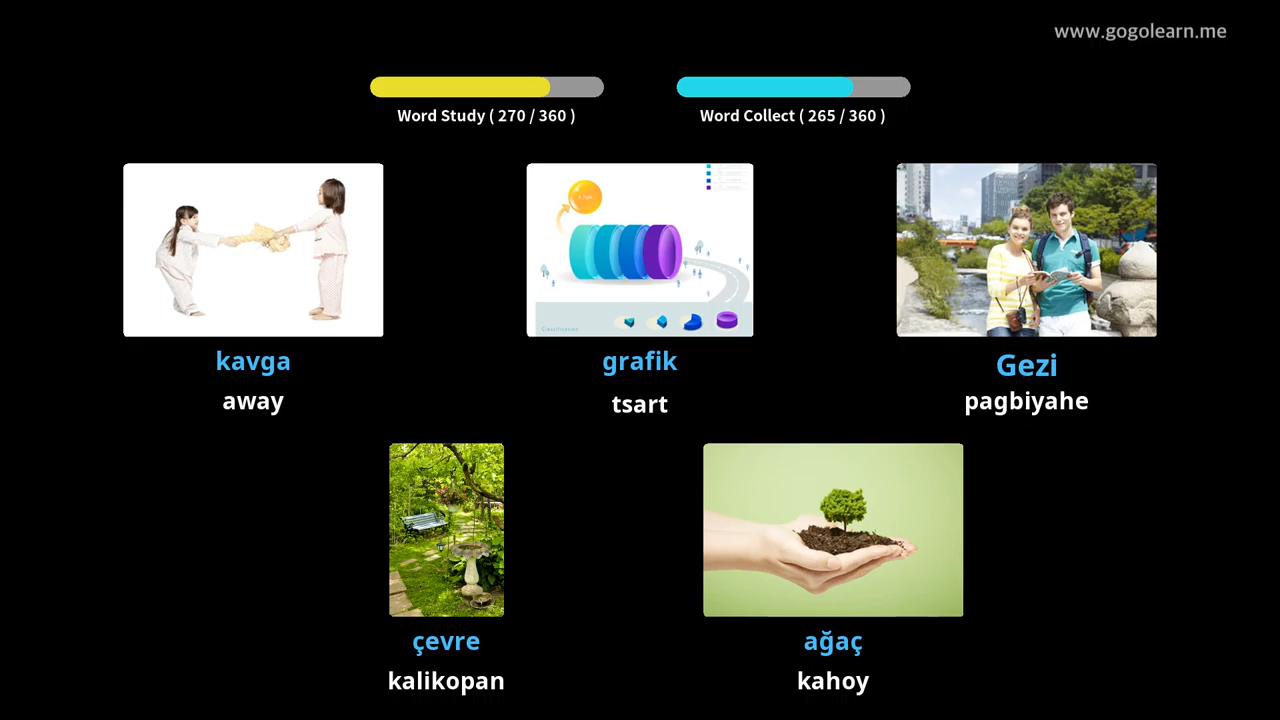 www.gogolearn.me
Word Study ( 270 / 360 )
Word Collect ( 265 / 360 )
kavga
grafik
Gezi
away
tsart
pagbiyahe
çevre
ağaç
kalikopan
kahoy